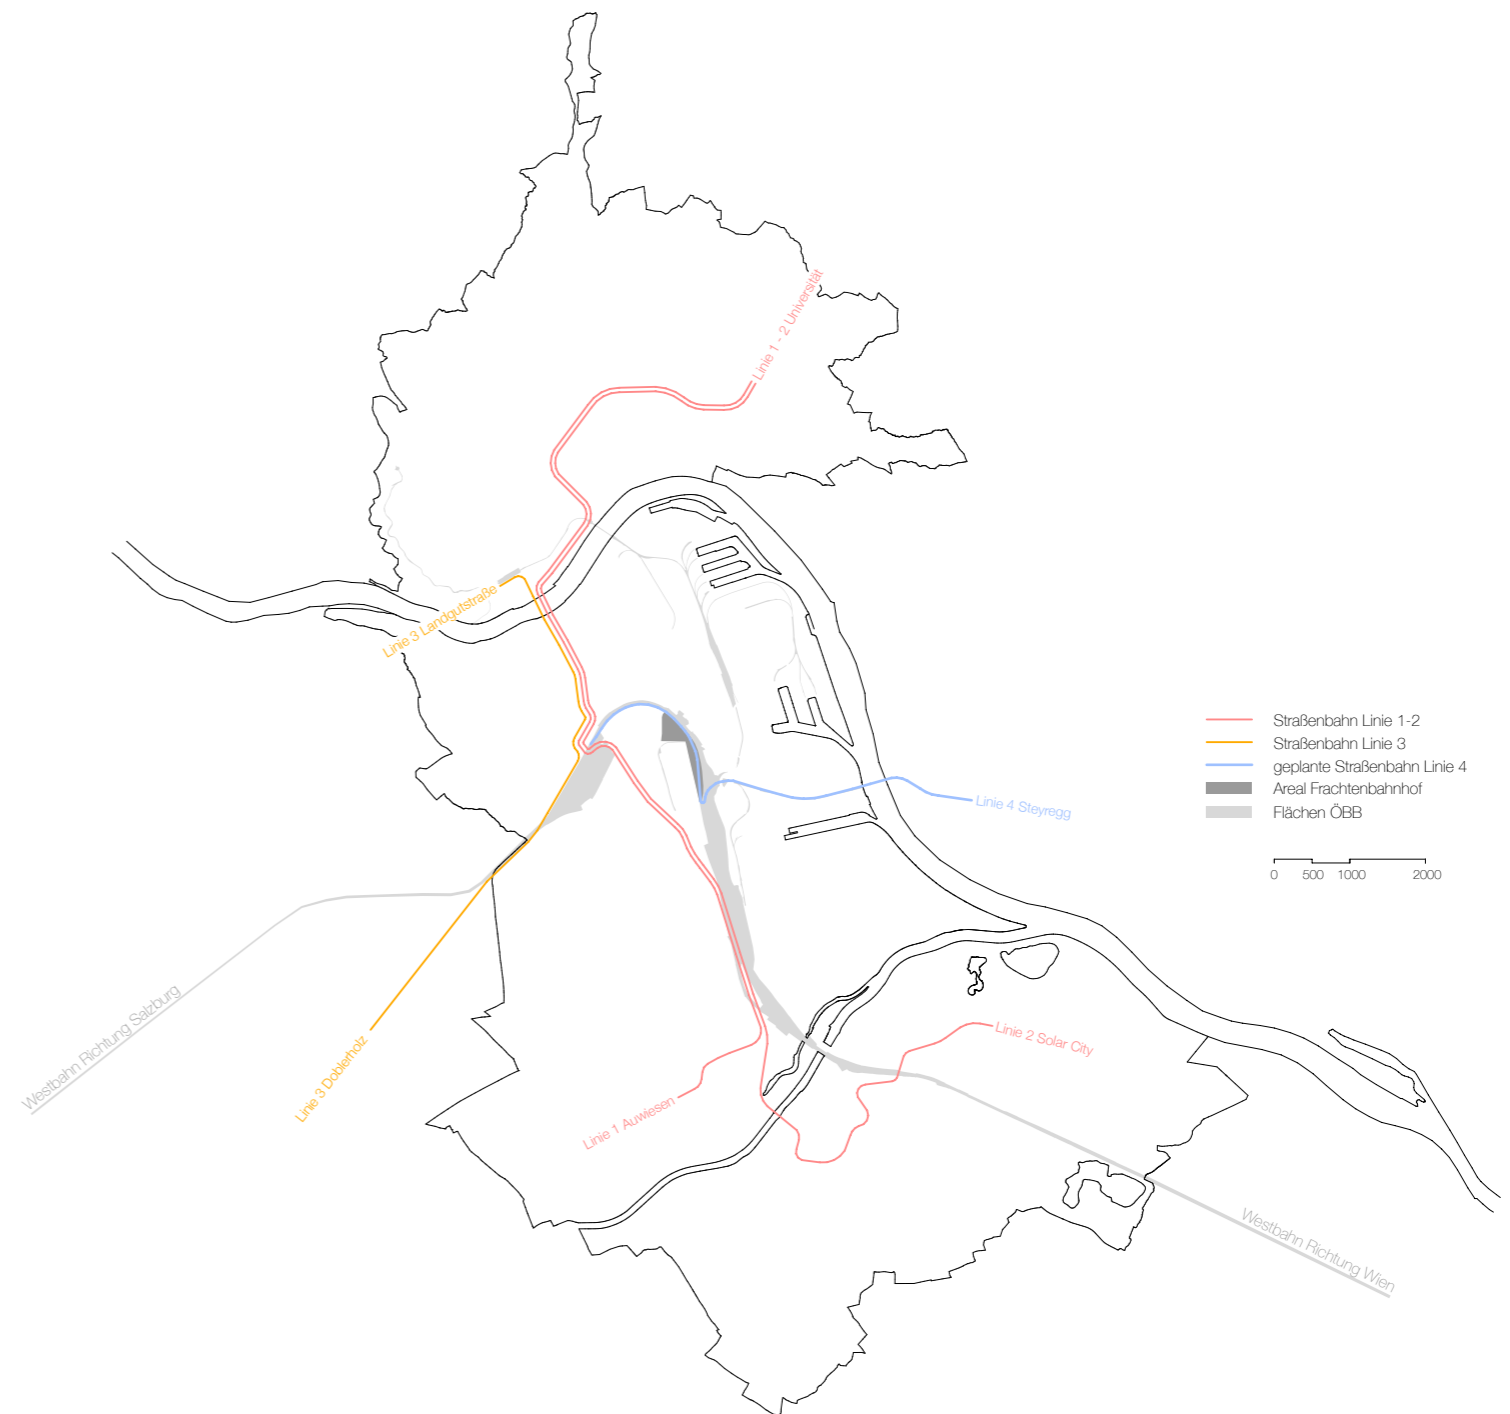 Linie 1 - 2 Universität
Linie 3 Landgutstraße
Straßenbahn Linie 1-2
Straßenbahn Linie 3
geplante Straßenbahn Linie 4
Areal Frachtenbahnhof
Flächen ÖBB
0 500 1000 2000
Linie 4 Steyregg
Westbahn Richtung Salzburg
Linie 3 Doblerholz
Linie 2 Solar City
Linie 1 Auwiesen
Westbahn Richtung Wien